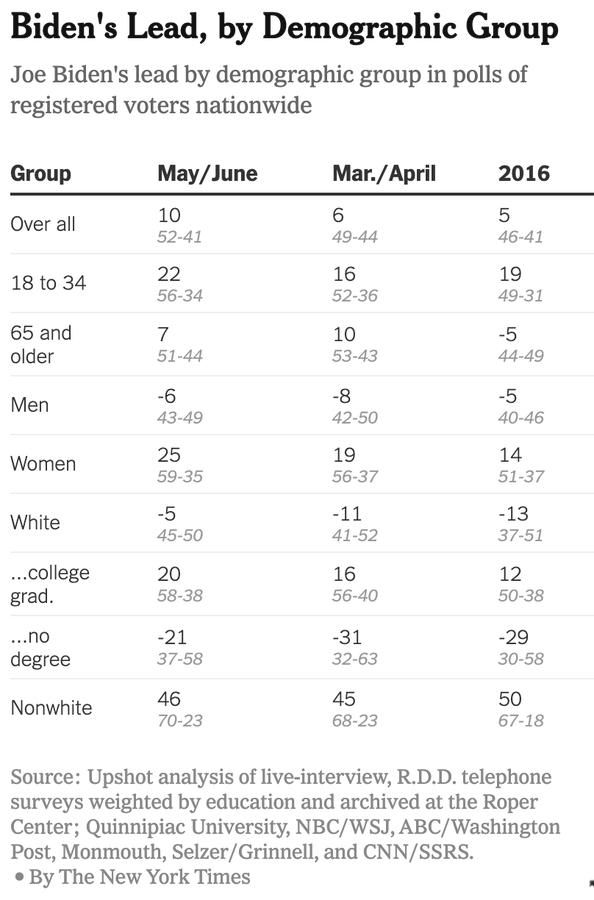 Biden's Lead, by Demographic Group
Joe Biden's lead by demographic group in polls of
registered voters nationwide
Group May/June Mar./April 2016
Over all 10 6 5
52-41 49-44 46-41
18 to 34 22 16 19
56-34 52-36 49-31
65 and older 7 10 -5
51-44 53-43 44-49
Men -6 -8 -5
43-49 42-50 40-46
Women 25 19 14
59-35 56-37 51-37
White -5 -11 -13
45-50 41-52 37-51
...college grad. 20 16 12
58-38 56-40 50-38
...no degree -21 -31 -29
37-58 32-63 30-58
Nonwhite 46 45 50
70-23 68-23 67-18
Source: Upshot analysis of live-interview, R.D.D. telephone
surveys weighted by education and archived at the Roper
Center; Quinnipiac University, NBC/WSJ, ABC/Washington
Post, Monmouth, Selzer/Grinnell, and CNN/SSRS.
• By The New York Times